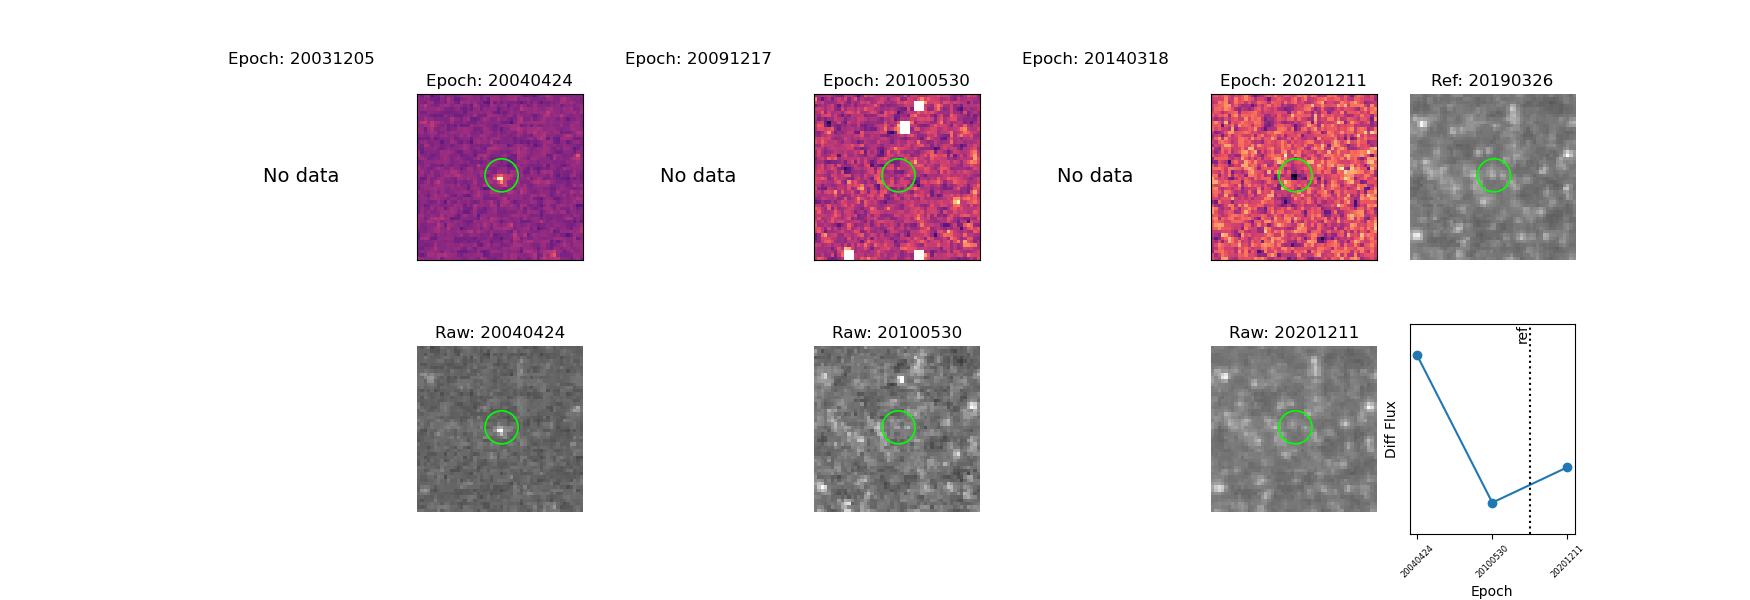 Epoch: 20031205
Epoch: 20091217
Epoch: 20140318
Epoch: 20040424
Epoch: 20100530
Epoch: 20201211
Ref: 20190326
No data
No data
No data
Raw: 20040424
Raw: 20100530
Raw: 20201211
ref
Diff Flux
20040424
20100530
20201211
Epoch